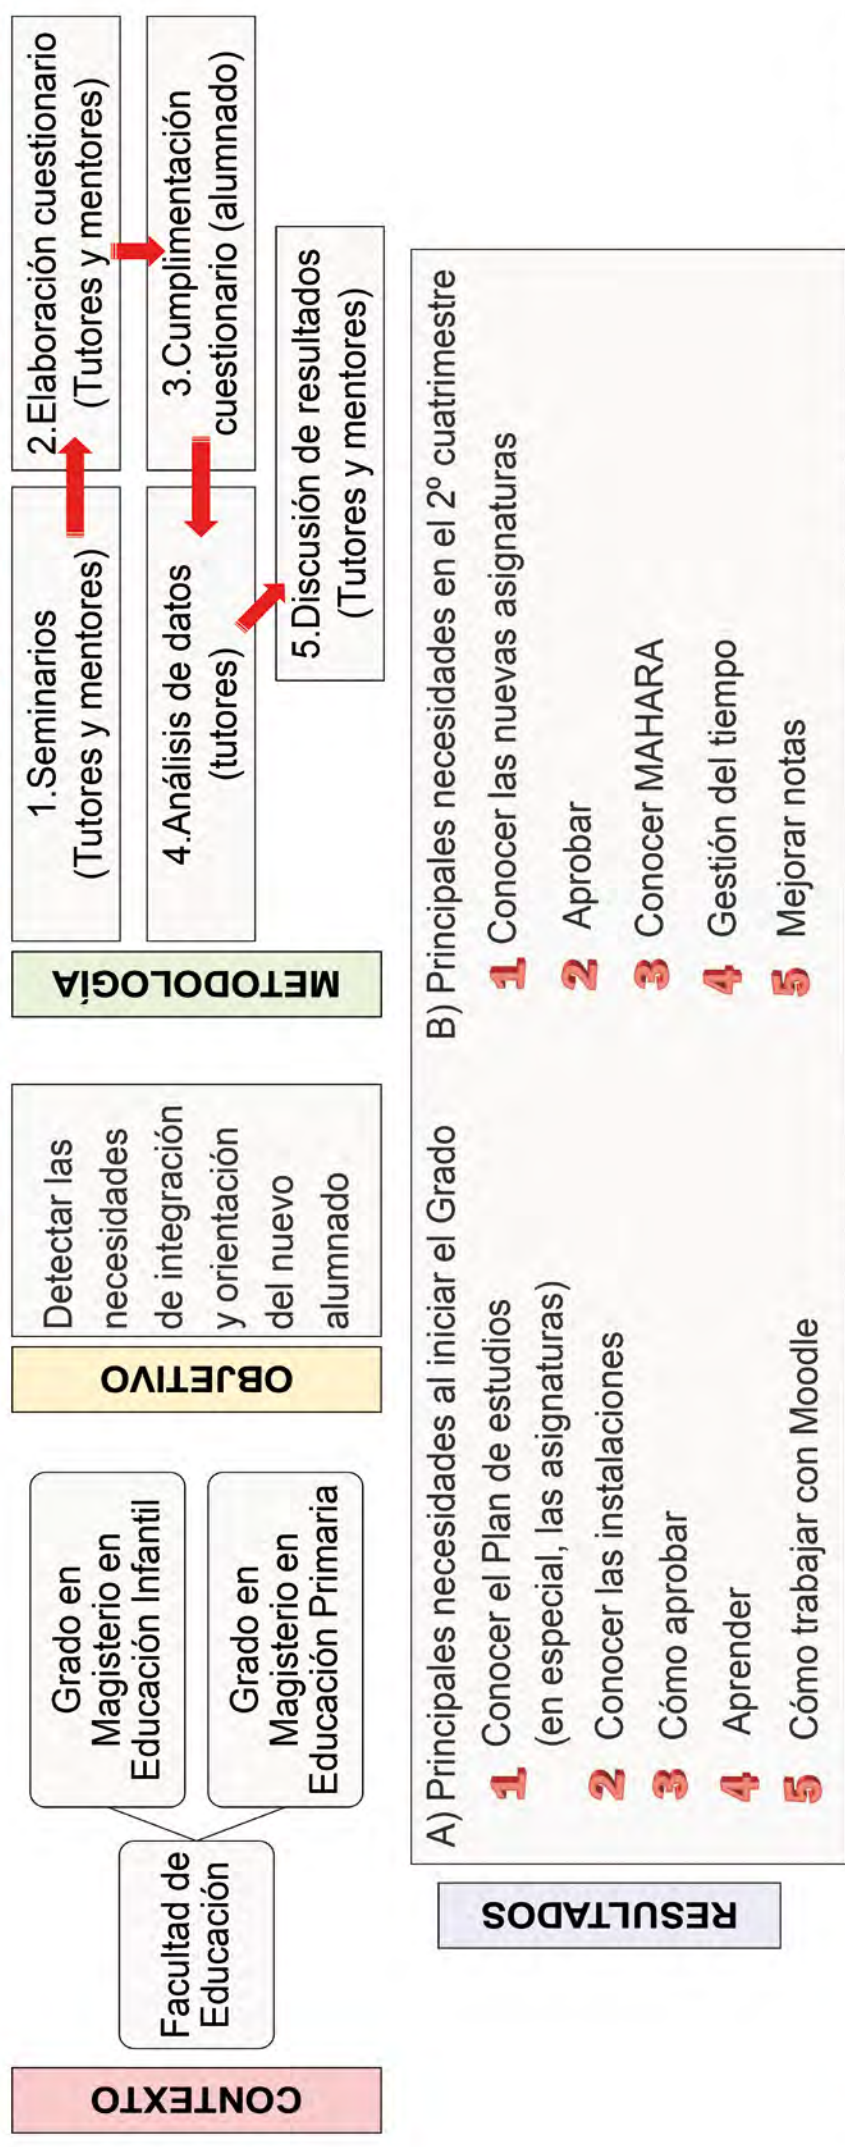 CONTEXTO
Facultad de
Educación
Grado en
Magisterio en
Educación Infantil
Grado en
Magisterio en
Educación Primaria
OBJETIVO
Detectar las
necesidades
de integración
y orientación
del nuevo
alumnado
METODOLOGÍA
1.Seminarios
(Tutores y mentores)
2.Elaboración cuestionario
(Tutores y mentores)
3.Cumplimentación
cuestionario (alumnado)
4.Análisis de datos
(tutores)
5.Discusión de resultados
(Tutores y mentores)
RESULTADOS
A) Principales necesidades al iniciar el Grado
1 Conocer el Plan de estudios
(en especial, las asignaturas)
2 Conocer las instalaciones
3 Cómo aprobar
4 Aprender
5 Cómo trabajar con Moodle
B) Principales necesidades en el 2º cuatrimestre
1 Conocer las nuevas asignaturas
2 Aprobar
3 Conocer MAHARA
4 Gestión del tiempo
5 Mejorar notas